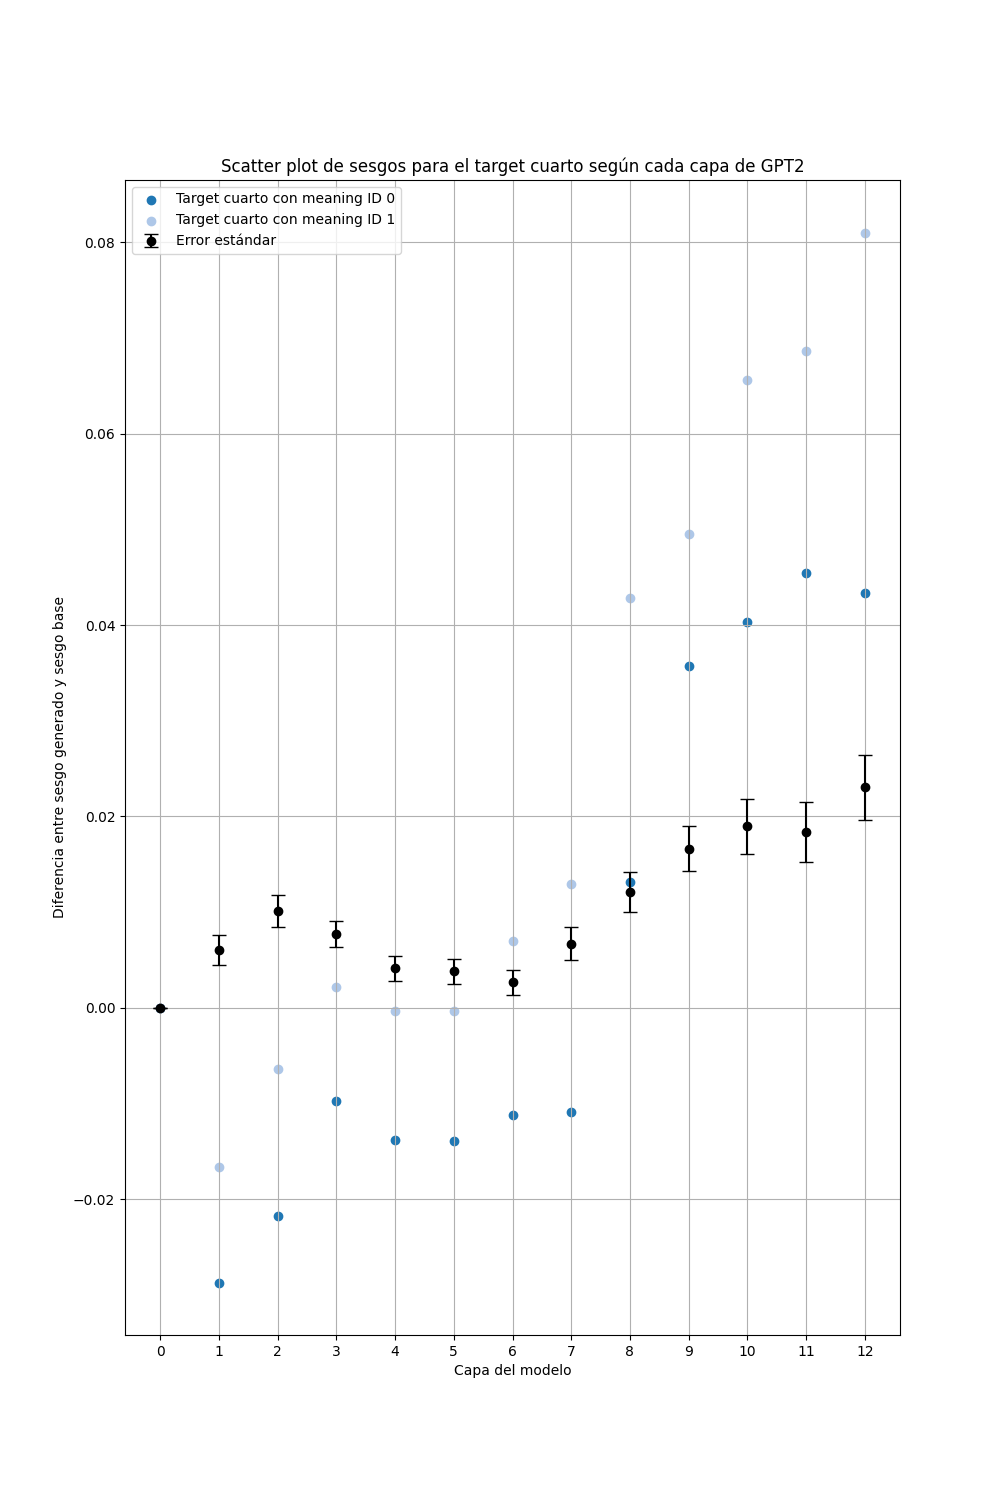 Scatter plot de sesgos para el target cuarto según cada capa de GPT2
Target cuarto con meaning ID 0
Target cuarto con meaning ID 1
Error estándar
0.08
0.06
0.04
0.02
0.00
−0.02
Diferencia entre sesgo generado y sesgo base
0 1 2 3 4 5 6 7 8 9 10 11 12
Capa del modelo